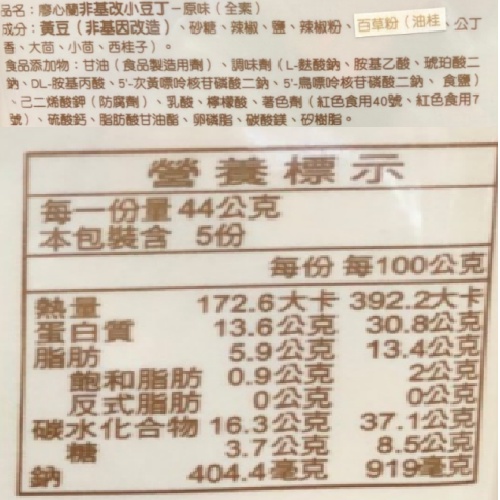 品名：廖心蘭非基改小豆丁－原味（全素）
成分：黃豆（非基因改造）、砂糖、辣椒、鹽、辣椒粉、百草粉（油桂、公丁
香、大茴、小茴、西桂子）。
食品添加物：甘油（食品製造用劑）、調味劑（L-麩酸鈉、胺基乙酸、琥珀酸二
鈉、DL-胺基丙酸、5'-次黃嘌呤核苷磷酸二鈉、5'-鳥嘌呤核苷磷酸二鈉、食鹽）
、己二烯酸鉀（防腐劑）、乳酸、檸檬酸、著色劑（紅色食用40號、紅色食用7
號）、硫酸鈣、脂肪酸甘油酯、卵磷脂、碳酸鎂、矽樹脂。
營養標示
每一份量 44公克
本包裝含 5份
每份 每100公克
熱量 172.6大卡 392.2大卡
蛋白質 13.6公克 30.8公克
脂肪 5.9公克 13.4公克
飽和脂肪 0.9公克 2公克
反式脂肪 0公克 0公克
碳水化合物 16.3公克 37.1公克
糖 3.7公克 8.5公克
鈉 404.4毫克 919毫克